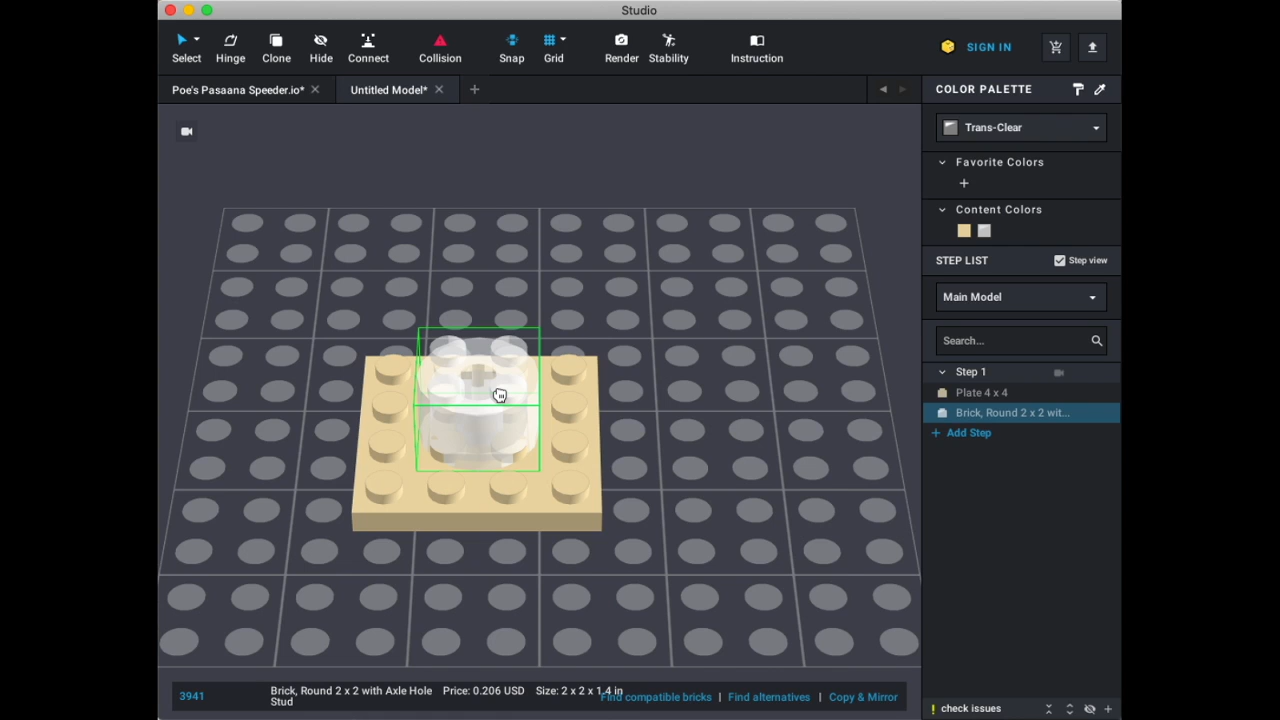 Studio
Select
Hinge
Clone
Hide
Connect
Collision
Snap
Grid
Render
Stability
Instruction
SIGN IN
Poe's Pasaana Speeder.io*
Untitled Model*
COLOR PALETTE
Trans-Clear
Favorite Colors
Content Colors
STEP LIST
Step view
Main Model
Search...
Step 1
Plate 4 x 4
Brick, Round 2 x 2 wit...
+ Add Step
3941
Brick, Round 2 x 2 with Axle Hole Price: 0.206 USD Size: 2 x 2 x 1.4 in
Stud
Find compatible bricks | Find alternatives | Copy & Mirror
! check issues